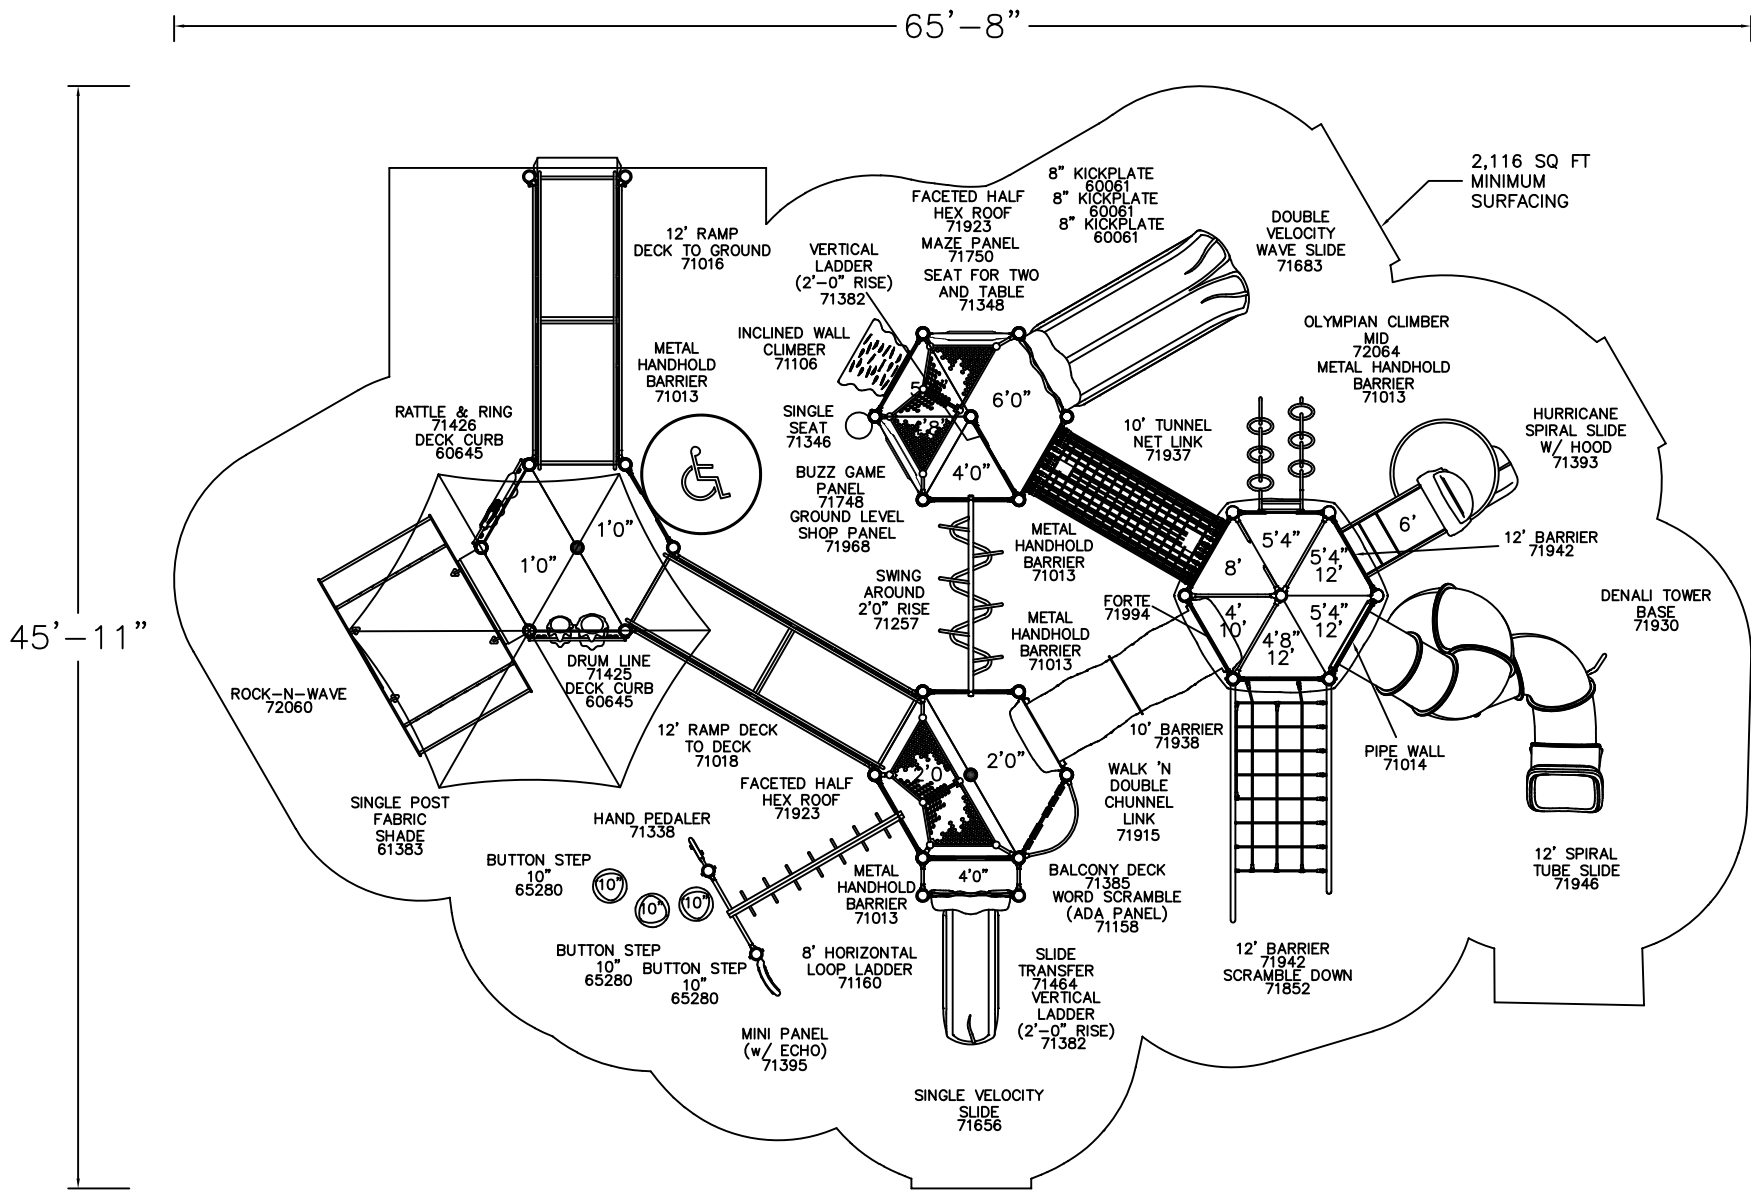 65'-8"
45'-11"
2,116 SQ FT
MINIMUM
SURFACING
8" KICKPLATE
60061
8" KICKPLATE
60061
8" KICKPLATE
60061
FACETED HALF
HEX ROOF
71923
MAZE PANEL
71750
SEAT FOR TWO
AND TABLE
71348
DOUBLE
VELOCITY
WAVE SLIDE
71683
12' RAMP
DECK TO GROUND
71016
VERTICAL
LADDER
(2'-0" RISE)
71382
INCLINED WALL
CLIMBER
71106
METAL
HANDHOLD
BARRIER
71013
OLYMPIAN CLIMBER
MID
72064
METAL HANDHOLD
BARRIER
71013
RATTLE & RING
71426
DECK CURB
60645
SINGLE
SEAT
71346
6'0"
4'0"
10' TUNNEL
NET LINK
71937
HURRICANE
SPIRAL SLIDE
W/ HOOD
71393
BUZZ GAME
PANEL
71748
GROUND LEVEL
SHOP PANEL
71968
METAL
HANDHOLD
BARRIER
71013
1'0"
1'0"
5'4"
8'
5'4"
12'
6'
12' BARRIER
71942
SWING
AROUND
2'0" RISE
71257
FORTE
71994
METAL
HANDHOLD
BARRIER
71013
4'
10'
4'8"
12'
5'4"
12'
DENALI TOWER
BASE
71930
DRUM LINE
71425
DECK CURB
60645
ROCK-N-WAVE
72060
12' RAMP DECK
TO DECK
71018
2'0
2'0"
10' BARRIER
71938
PIPE WALL
71014
WALK 'N
DOUBLE
CHUNNEL
LINK
71915
FACETED HALF
HEX ROOF
71923
SINGLE POST
FABRIC
SHADE
61383
HAND PEDALER
71338
BUTTON STEP
10"
65280
10"
10"
10"
METAL
HANDHOLD
BARRIER
71013
4'0"
BALCONY DECK
71385
WORD SCRAMBLE
(ADA PANEL)
71158
12' SPIRAL
TUBE SLIDE
71946
BUTTON STEP
10"
65280
BUTTON STEP
10"
65280
8' HORIZONTAL
LOOP LADDER
71160
SLIDE
TRANSFER
71464
VERTICAL
LADDER
(2'-0" RISE)
71382
12' BARRIER
71942
SCRAMBLE DOWN
71852
MINI PANEL
(w/ ECHO)
71395
SINGLE VELOCITY
SLIDE
71656